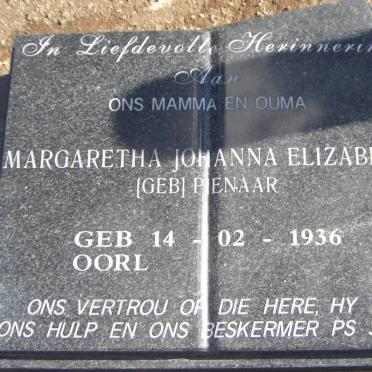 In Liefdevolle Herinnerin
Aan
ONS MAMMA EN OUMA
MARGARETHA JOHANNA ELIZAB
[GEB] PIENAAR
GEB 14 - 02 - 1936
OORL
ONS VERTROU OP DIE HERE, HY
ONS HULP EN ONS BESKERMER PS